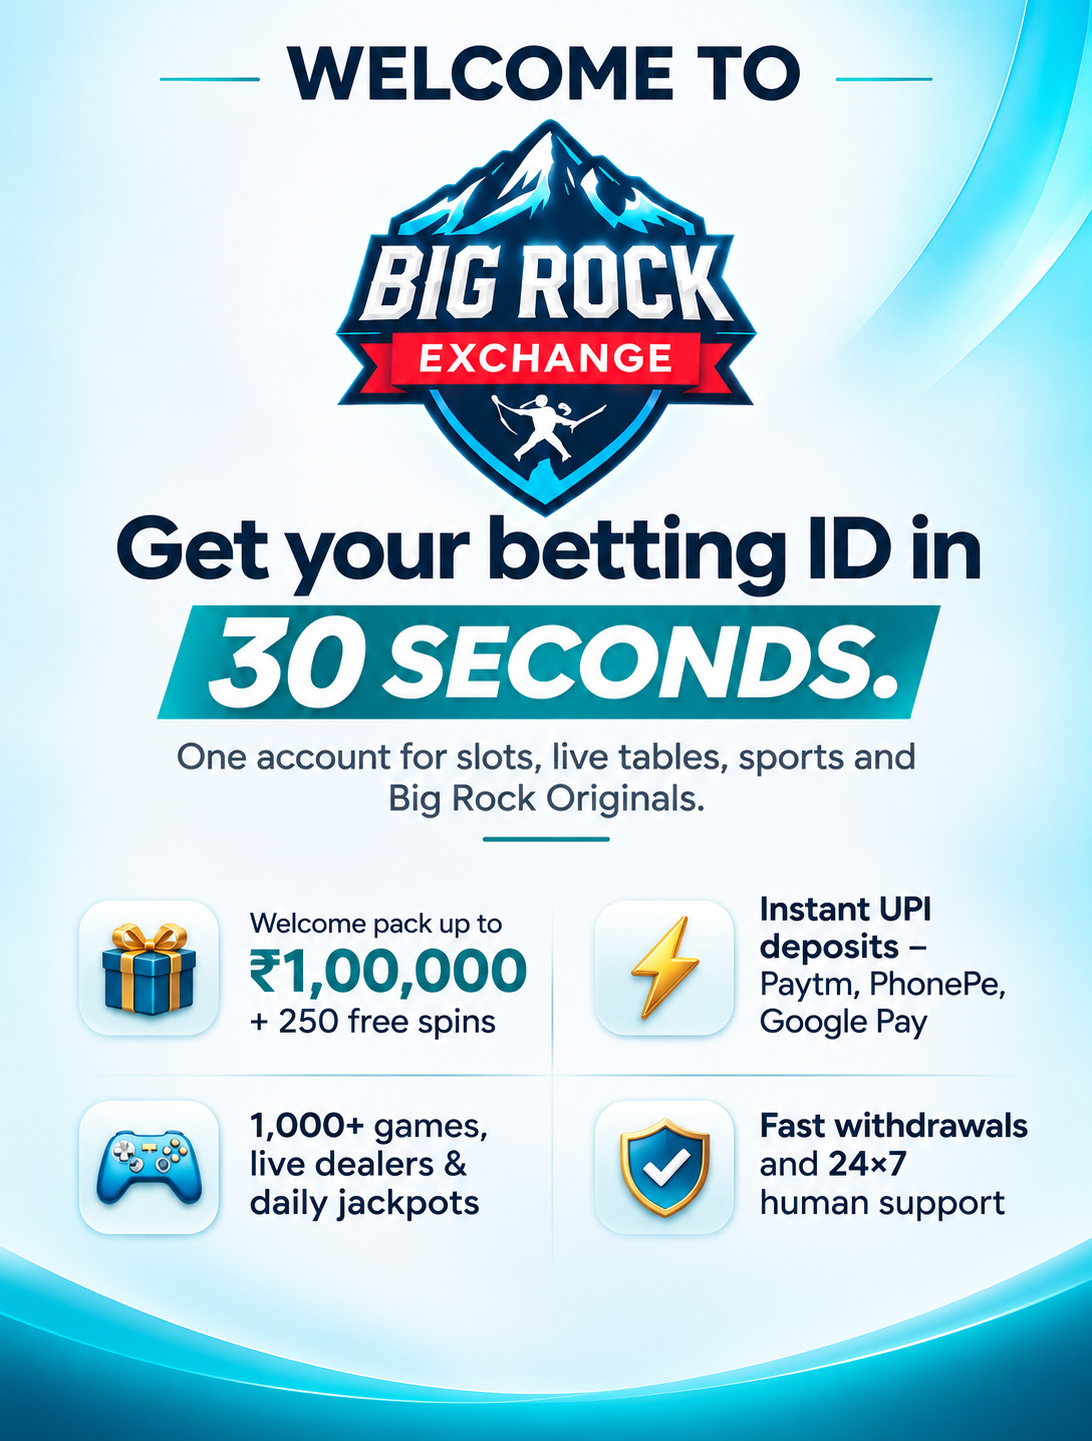 WELCOME TO
BIG ROCK
EXCHANGE
Get your betting ID in
30 SECONDS.
One account for slots, live tables, sports and
Big Rock Originals.
Welcome pack up to
₹1,00,000
+ 250 free spins
Instant UPI
deposits –
Paytm, PhonePe,
Google Pay
1,000+ games,
live dealers &
daily jackpots
Fast withdrawals
and 24×7
human support